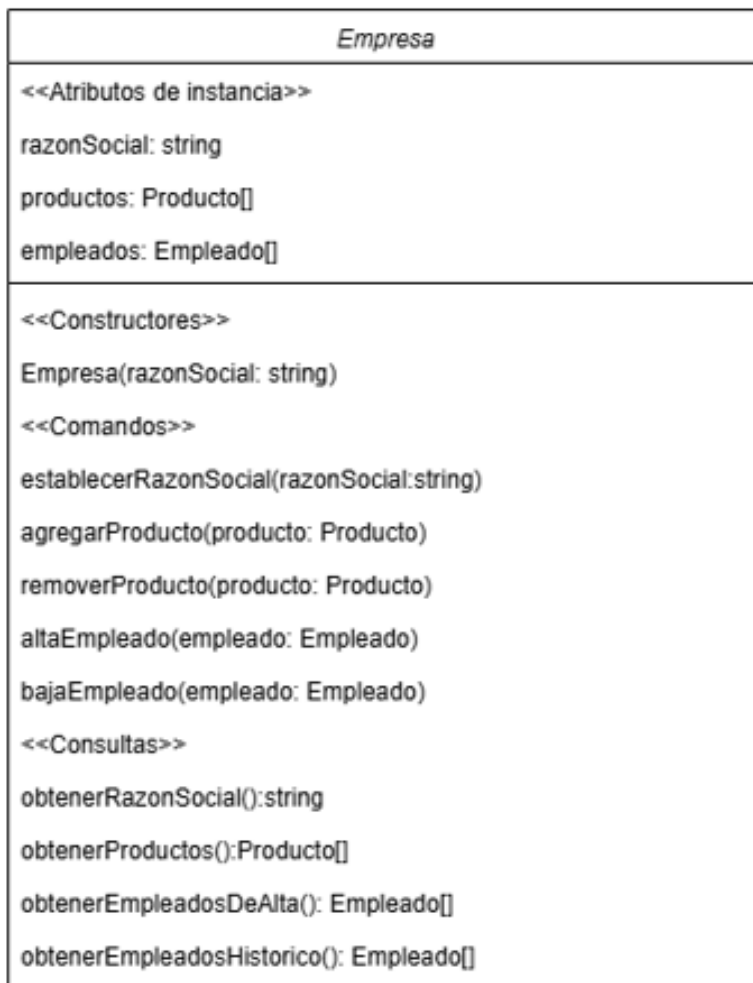 Empresa
<<Atributos de instancia>>
razonSocial: string
productos: Producto[]
empleados: Empleado[]
<<Constructores>>
Empresa(razonSocial: string)
<<Comandos>>
establecerRazonSocial(razonSocial:string)
agregarProducto(producto: Producto)
removerProducto(producto: Producto)
altaEmpleado(empleado: Empleado)
bajaEmpleado(empleado: Empleado)
<<Consultas>>
obtenerRazonSocial():string
obtenerProductos():Producto[]
obtenerEmpleadosDeAlta(): Empleado[]
obtenerEmpleadosHistorico(): Empleado[]